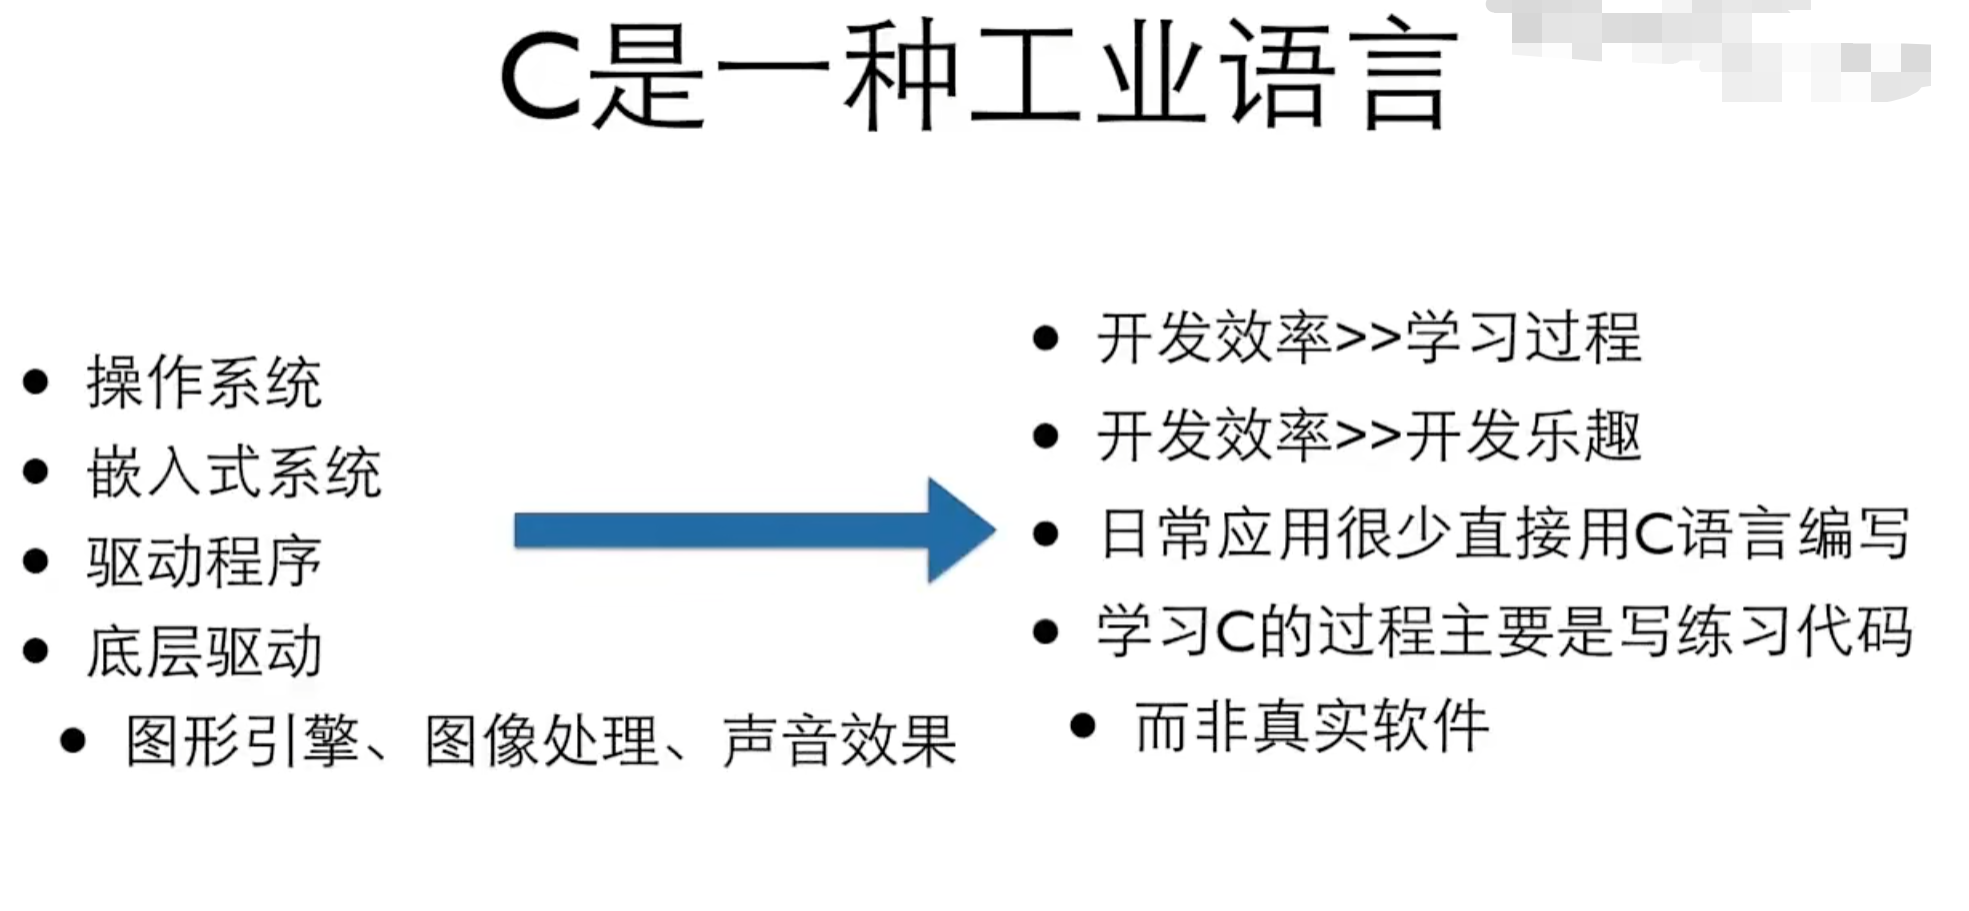 C是一种工业语言
• 操作系统
• 嵌入式系统
• 驱动程序
• 底层驱动
• 图形引擎、图像处理、声音效果
• 开发效率>>学习过程
• 开发效率>>开发乐趣
• 日常应用很少直接用C语言编写
• 学习C的过程主要是写练习代码
• 而非真实软件